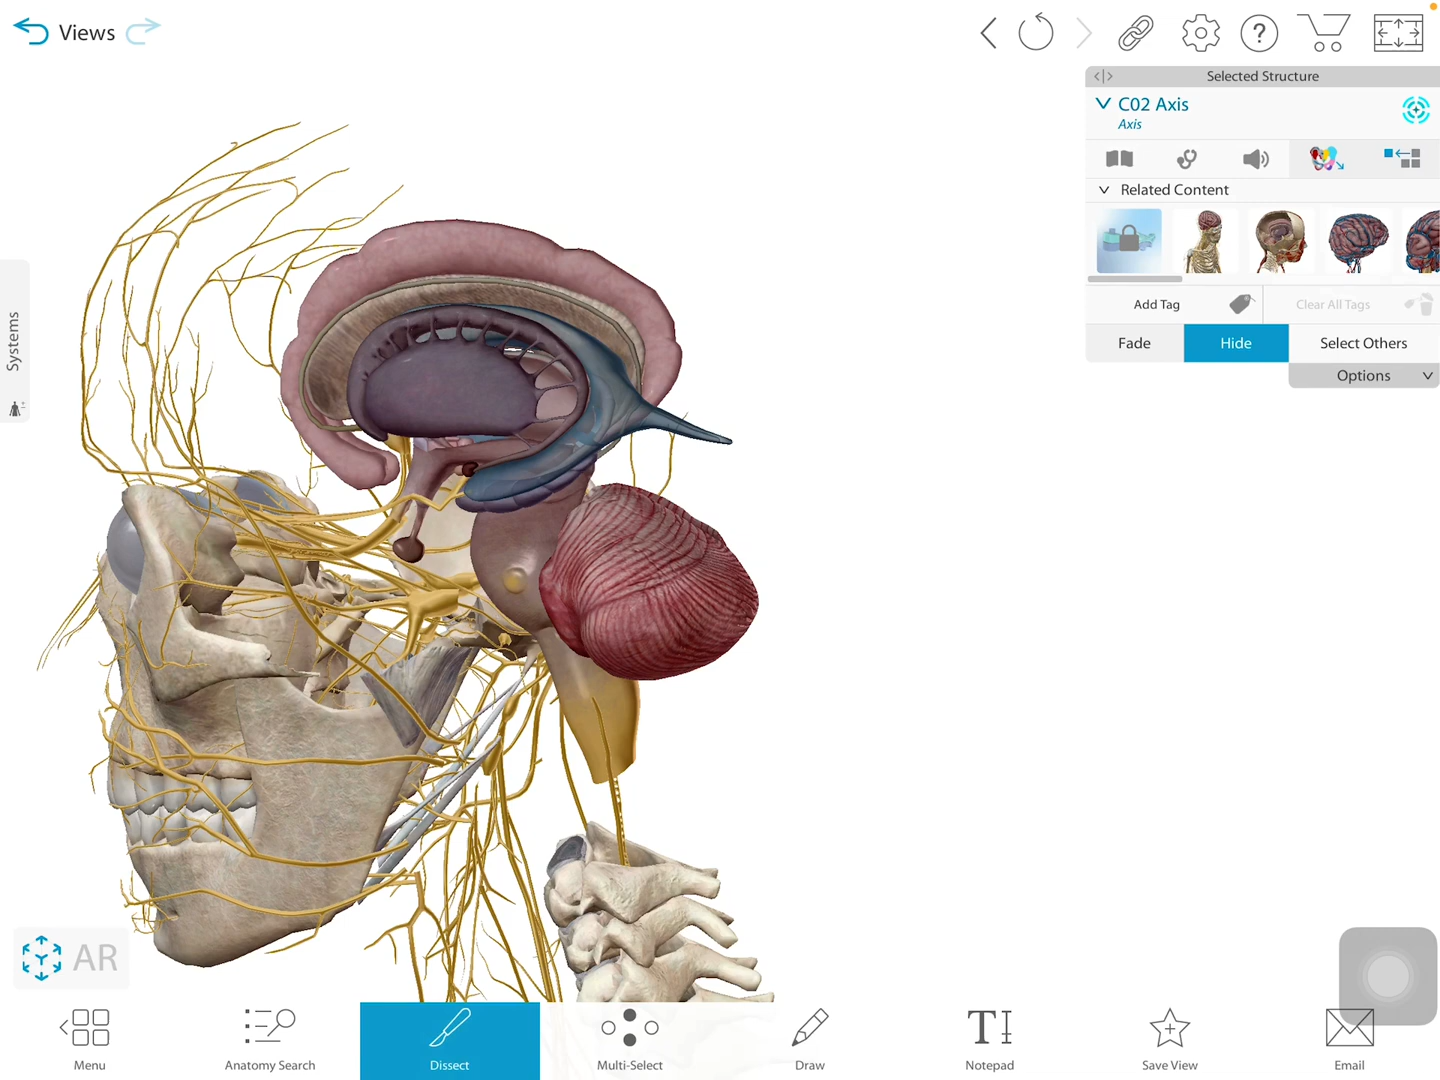 Views
Selected Structure
C02 Axis
Axis
Related Content
Add Tag
Clear All Tags
Fade
Hide
Select Others
Options
Systems
AR
Menu
Anatomy Search
Dissect
Multi-Select
Draw
Notepad
Save View
Email